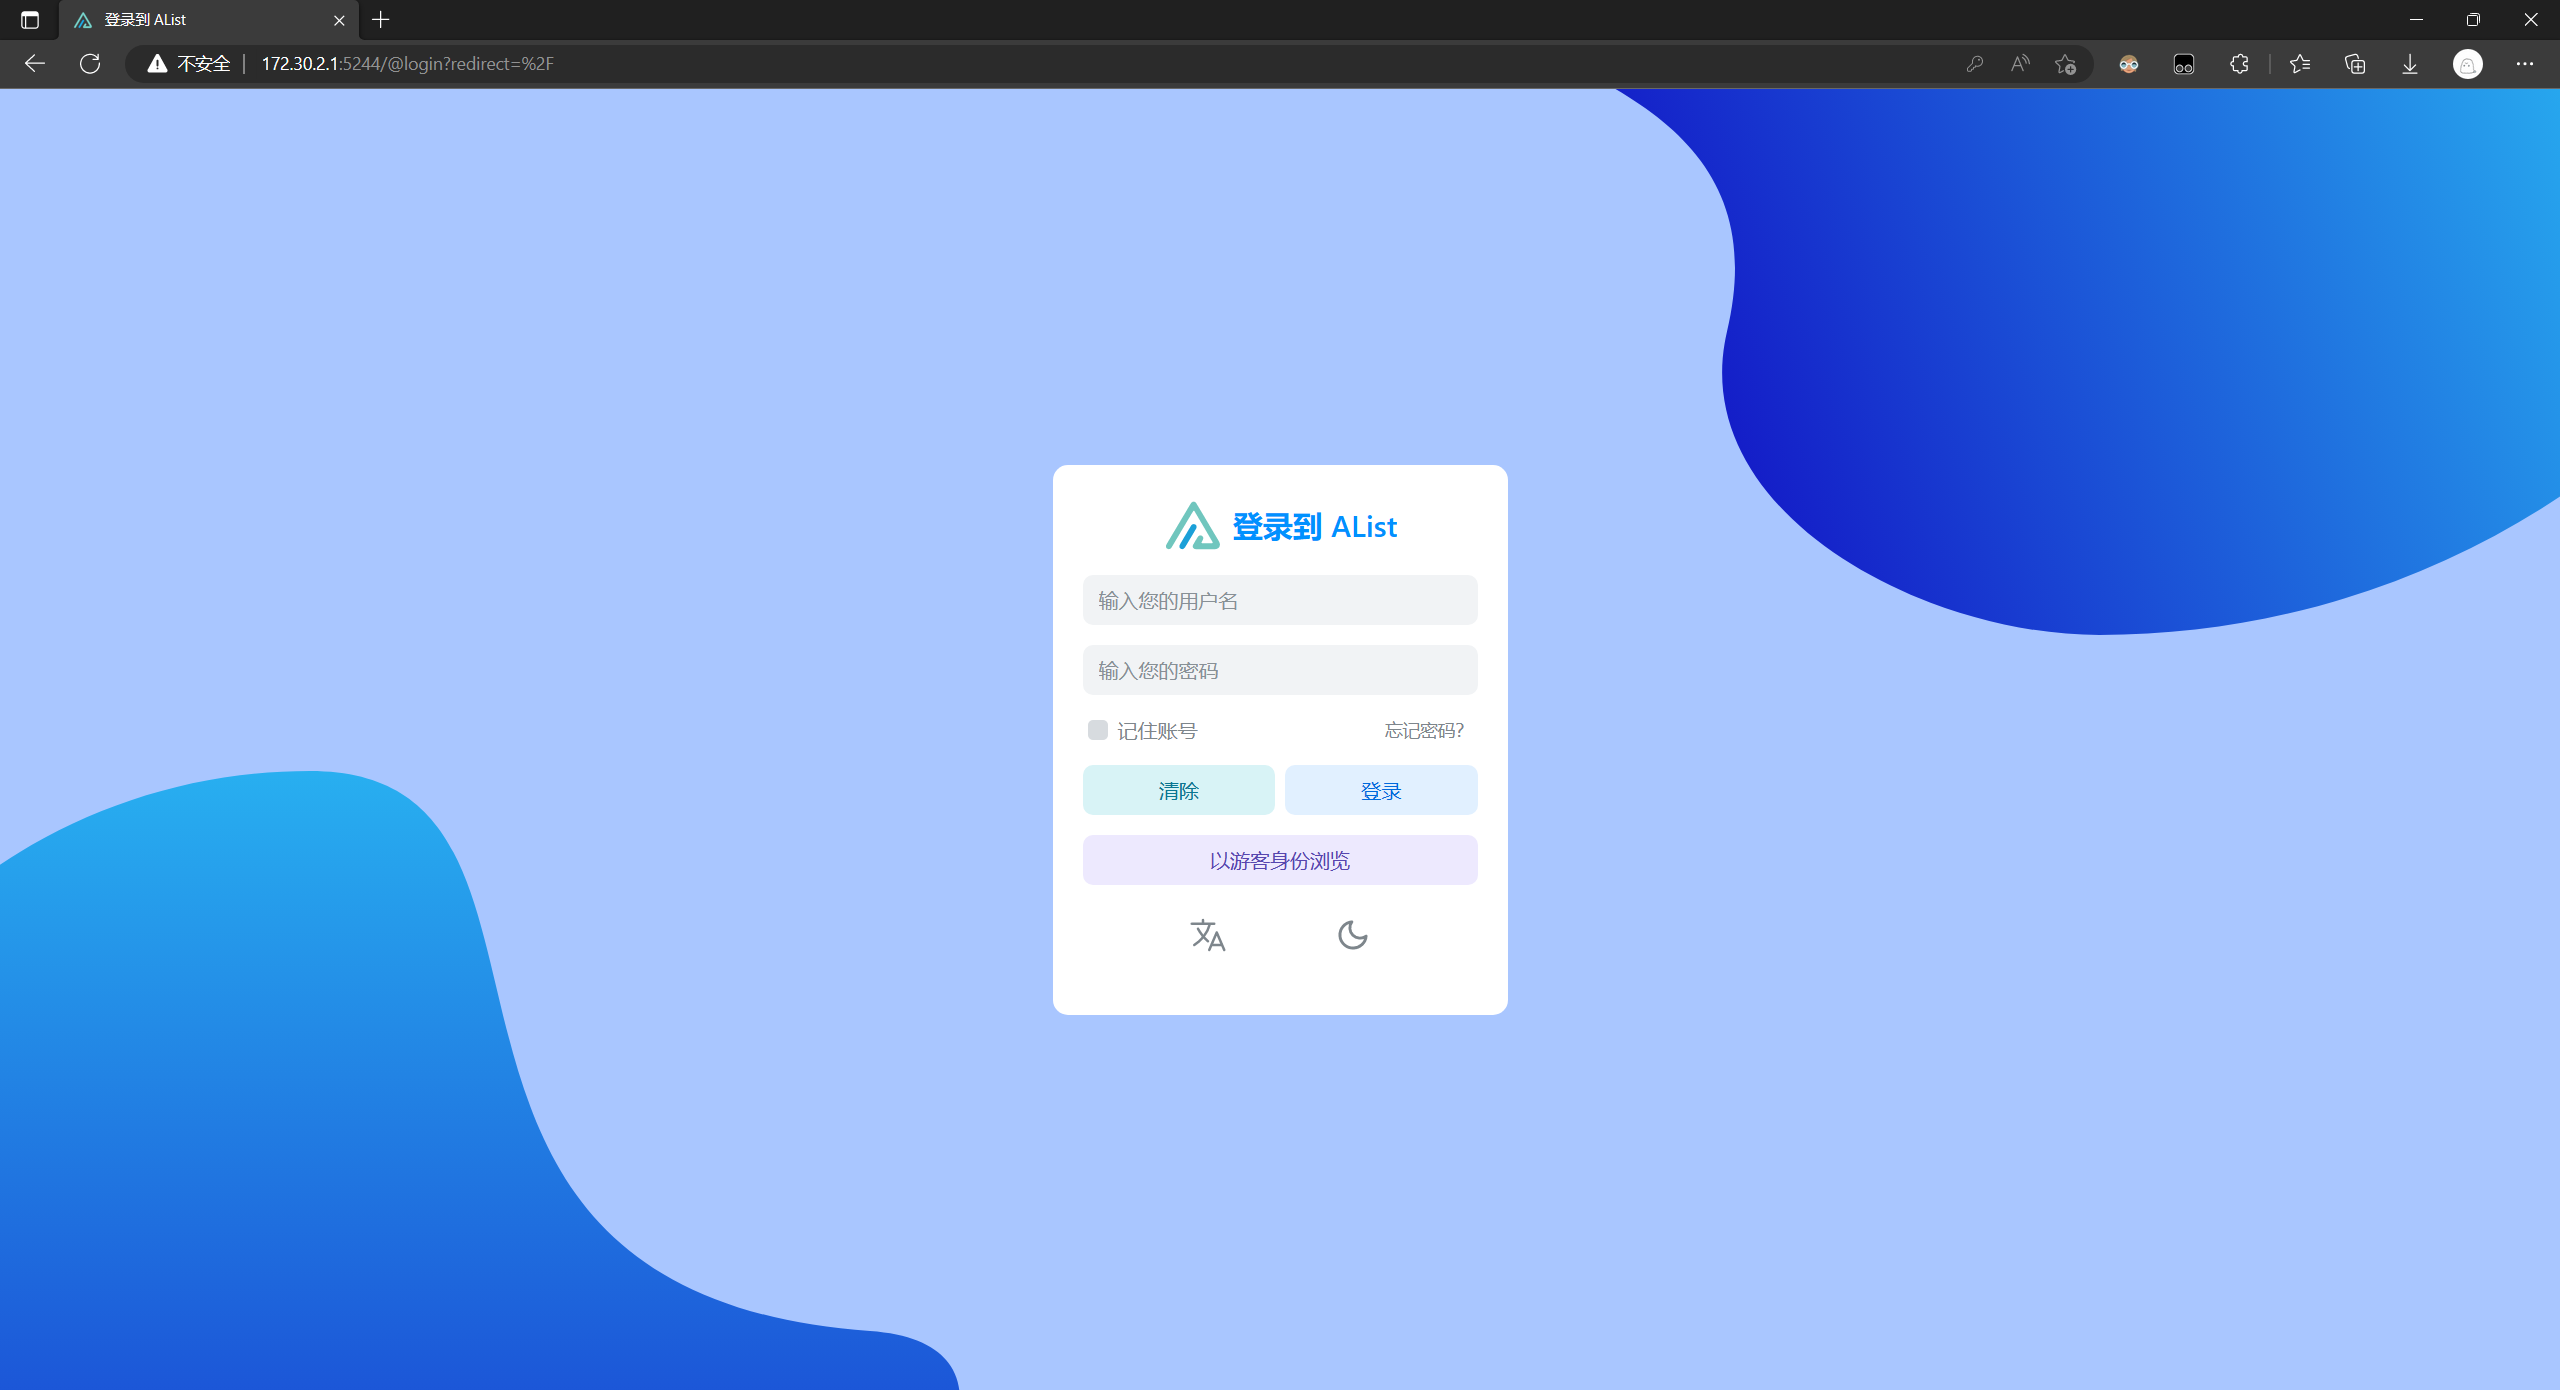 登录到 AList
不安全
172.30.2.1:5244/@login?redirect=%2F
登录到 AList
输入您的用户名
输入您的密码
记住账号
忘记密码?
清除
登录
以游客身份浏览